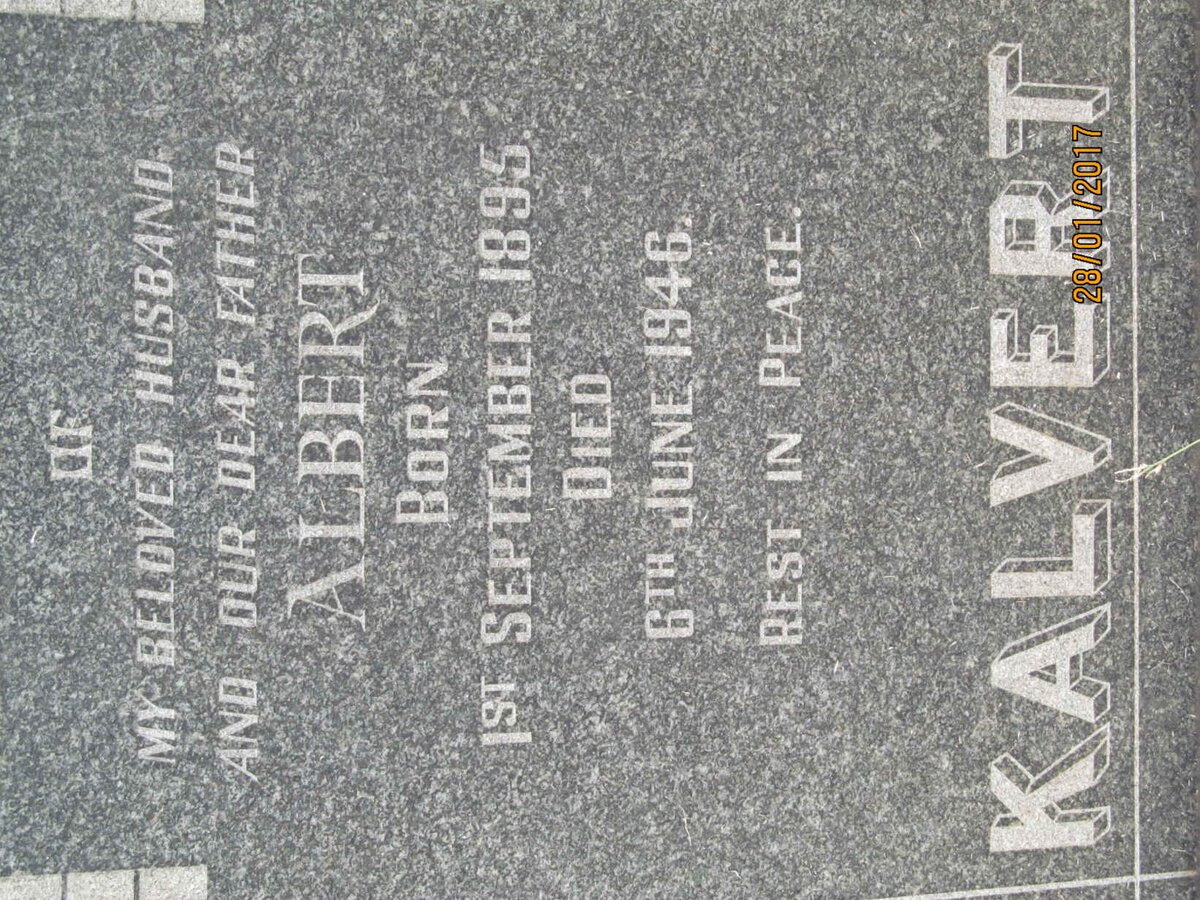 MY BELOVED HUSBAND.
AND OUR DEAR FATHER
ALBERT
BORN
1ST SEPTEMBER 1895.
DIED
6TH JUNE 1946.
REST IN PEACE.
KALVERT
28/01/2017